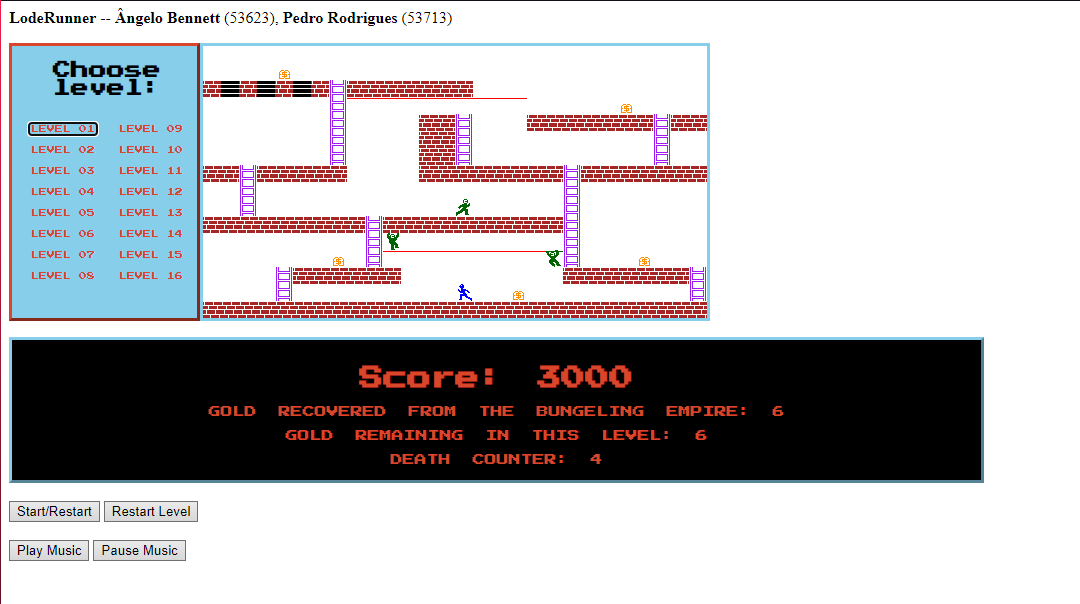 LodeRunner -- Ângelo Bennett (53623), Pedro Rodrigues (53713)
Choose
level:
LEVEL 01 LEVEL 09
LEVEL 02 LEVEL 10
LEVEL 03 LEVEL 11
LEVEL 04 LEVEL 12
LEVEL 05 LEVEL 13
LEVEL 06 LEVEL 14
LEVEL 07 LEVEL 15
LEVEL 08 LEVEL 16
Score: 3000
GOLD RECOVERED FROM THE BUNGELING EMPIRE: 6
GOLD REMAINING IN THIS LEVEL: 6
DEATH COUNTER: 4
Start/Restart Restart Level
Play Music Pause Music